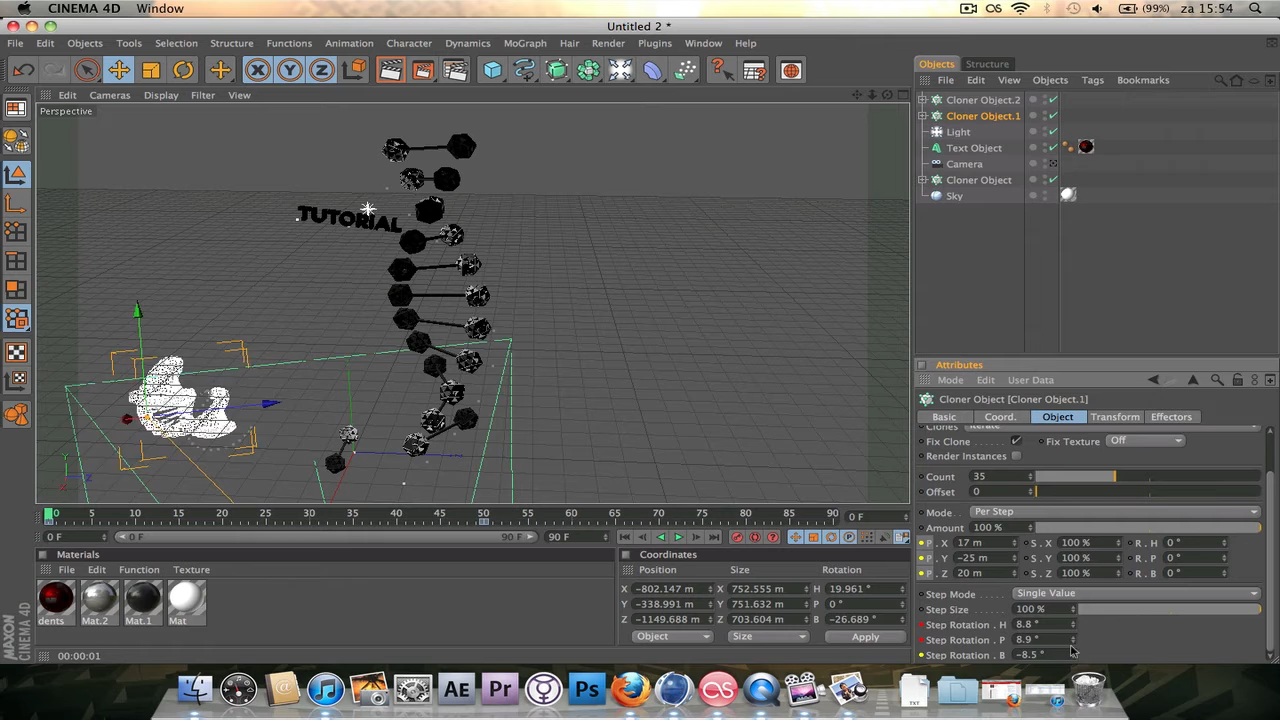 CINEMA 4D Window
(99%) za 15:54
Untitled 2 *
File Edit Objects Tools Selection Structure Functions Animation Character Dynamics MoGraph Hair Render Plugins Window Help
Edit Cameras Display Filter View
Perspective
TUTORIAL
Objects Structure
File Edit View Objects Tags Bookmarks
Cloner Object.2
Cloner Object.1
Light
Text Object
Camera
Cloner Object
Sky
Attributes
Mode Edit User Data
Cloner Object [Cloner Object.1]
Basic Coord. Object Transform Effectors
Clones Iterate
Fix Clone Fix Texture Off
Render Instances
Count 35
Offset 0
Mode Per Step
Amount 100 %
P . X 17 m S . X 100 % R . H 0 °
P . Y -25 m S . Y 100 % R . P 0 °
P . Z 20 m S . Z 100 % R . B 0 °
Step Mode Single Value
Step Size 100 %
Step Rotation . H 8.8 °
Step Rotation . P 8.9 °
Step Rotation . B -8.5 °
0 5 10 15 20 25 30 35 40 45 50 55 60 65 70 75 80 85 90 0 F
0 F 0 F 90 F 90 F
Materials
File Edit Function Texture
dents Mat.2 Mat.1 Mat
Coordinates
Position Size Rotation
X -802.147 m X 752.555 m H 19.961 °
Y -338.991 m Y 751.632 m P 0 °
Z -1149.688 m Z 703.604 m B -26.689 °
Object Size Apply
00:00:01
AE Pr Ps
TXT